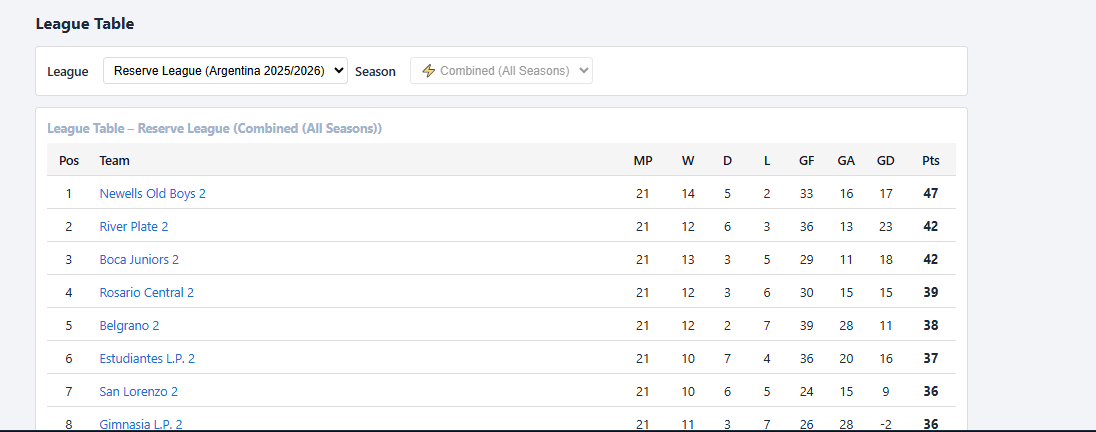 League Table
League Reserve League (Argentina 2025/2026) Season ⚡ Combined (All Seasons)
League Table – Reserve League (Combined (All Seasons))
Pos Team MP W D L GF GA GD Pts
1 Newells Old Boys 2 21 14 5 2 33 16 17 47
2 River Plate 2 21 12 6 3 36 13 23 42
3 Boca Juniors 2 21 13 3 5 29 11 18 42
4 Rosario Central 2 21 12 3 6 30 15 15 39
5 Belgrano 2 21 12 2 7 39 28 11 38
6 Estudiantes L.P. 2 21 10 7 4 36 20 16 37
7 San Lorenzo 2 21 10 6 5 24 15 9 36
8 Gimnasia L.P. 2 21 11 3 7 26 28 -2 36